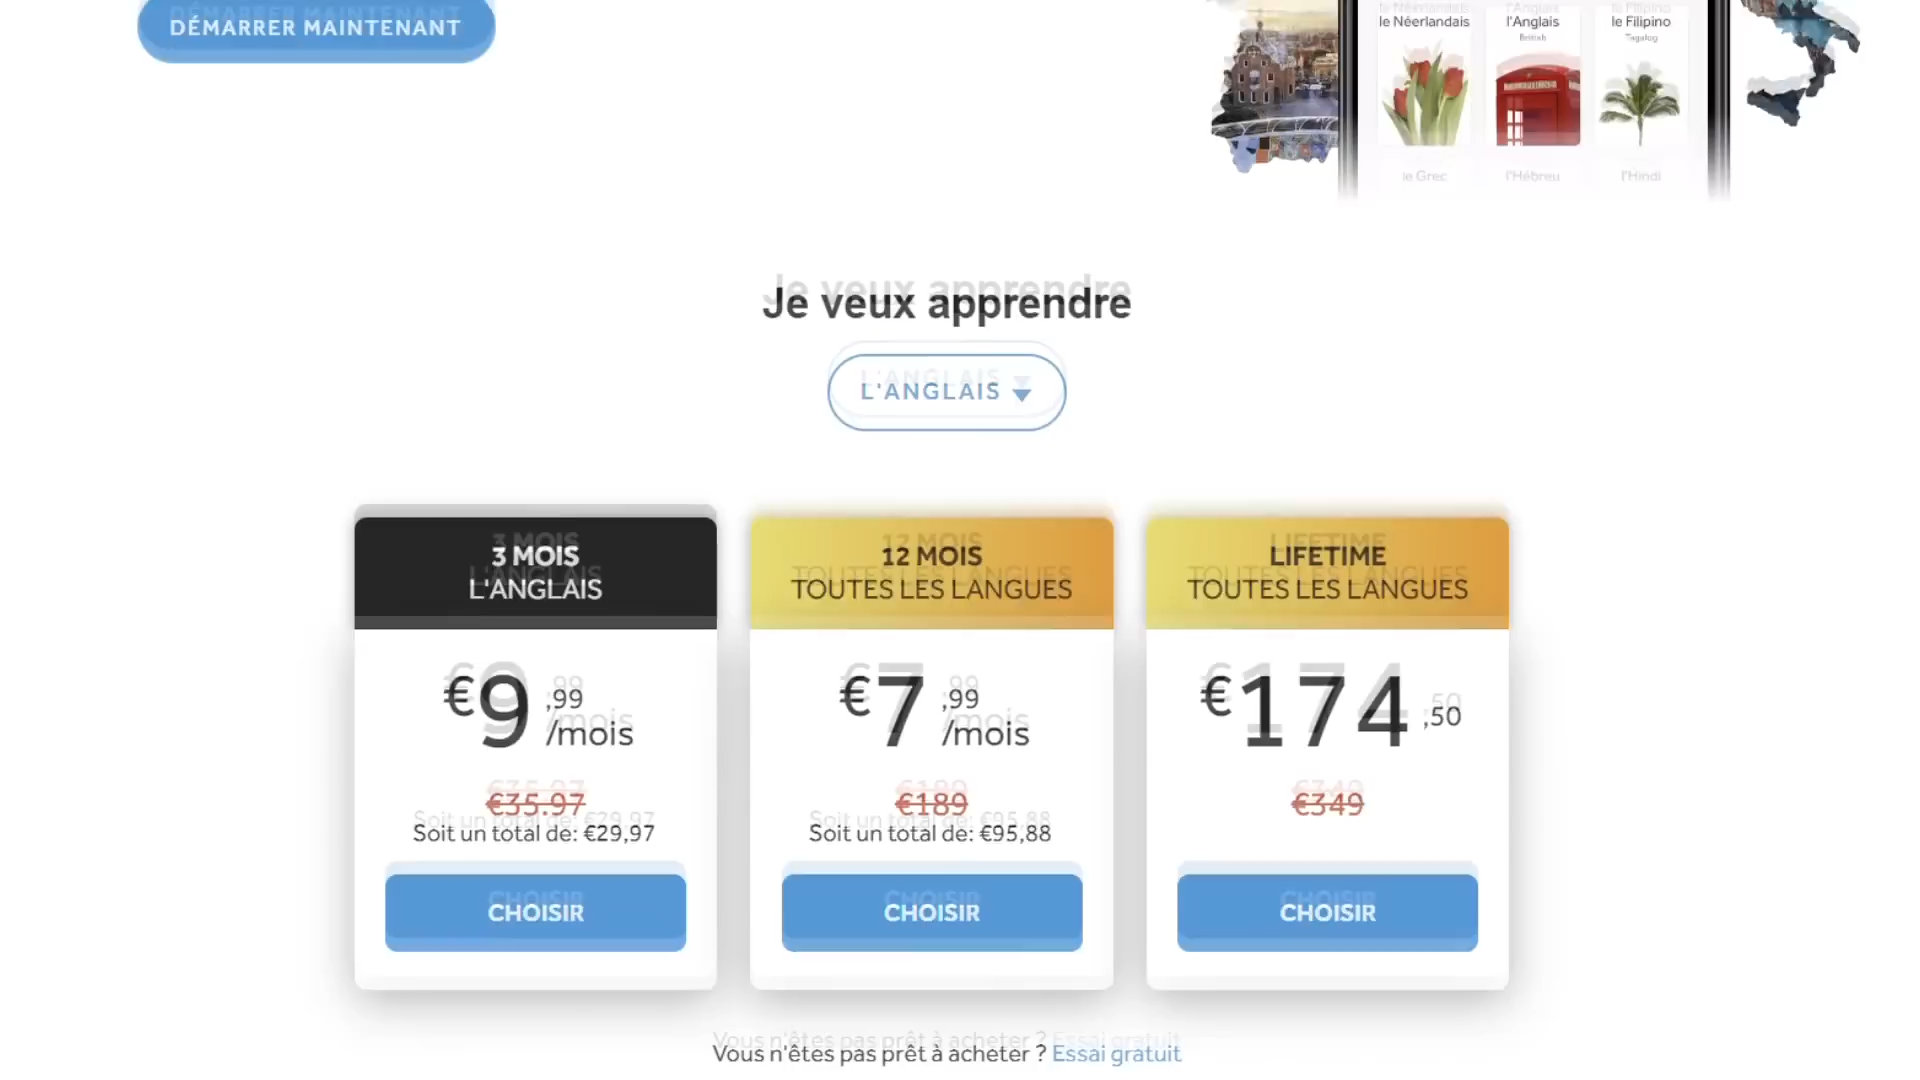 DÉMARRER MAINTENANT
le Néerlandais
l'Anglais
British
le Filipino
Tagalog
le Grec
l'Hébreu
l'Hindi
Je veux apprendre
L'ANGLAIS
3 MOIS
L'ANGLAIS
€9,99
/mois
€35.97
Soit un total de: €29,97
CHOISIR
12 MOIS
TOUTES LES LANGUES
€7,99
/mois
€189
Soit un total de: €95,88
CHOISIR
LIFETIME
TOUTES LES LANGUES
€174,50
€349
CHOISIR
Vous n'êtes pas prêt à acheter ? Essai gratuit